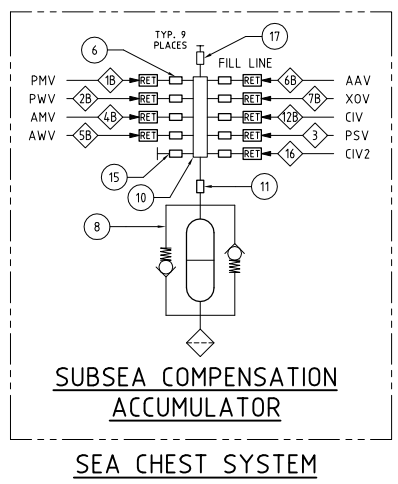 TYP. 9
PLACES
17
6
FILL LINE
PMV 1B RET RET 6B AAV
PWV 2B RET RET 7B XOV
AMV 4B RET RET 12B CIV
AWV 5B RET RET 3 PSV
RET 16 CIV2
15
10
11
8
SUBSEA COMPENSATION
ACCUMULATOR
SEA CHEST SYSTEM